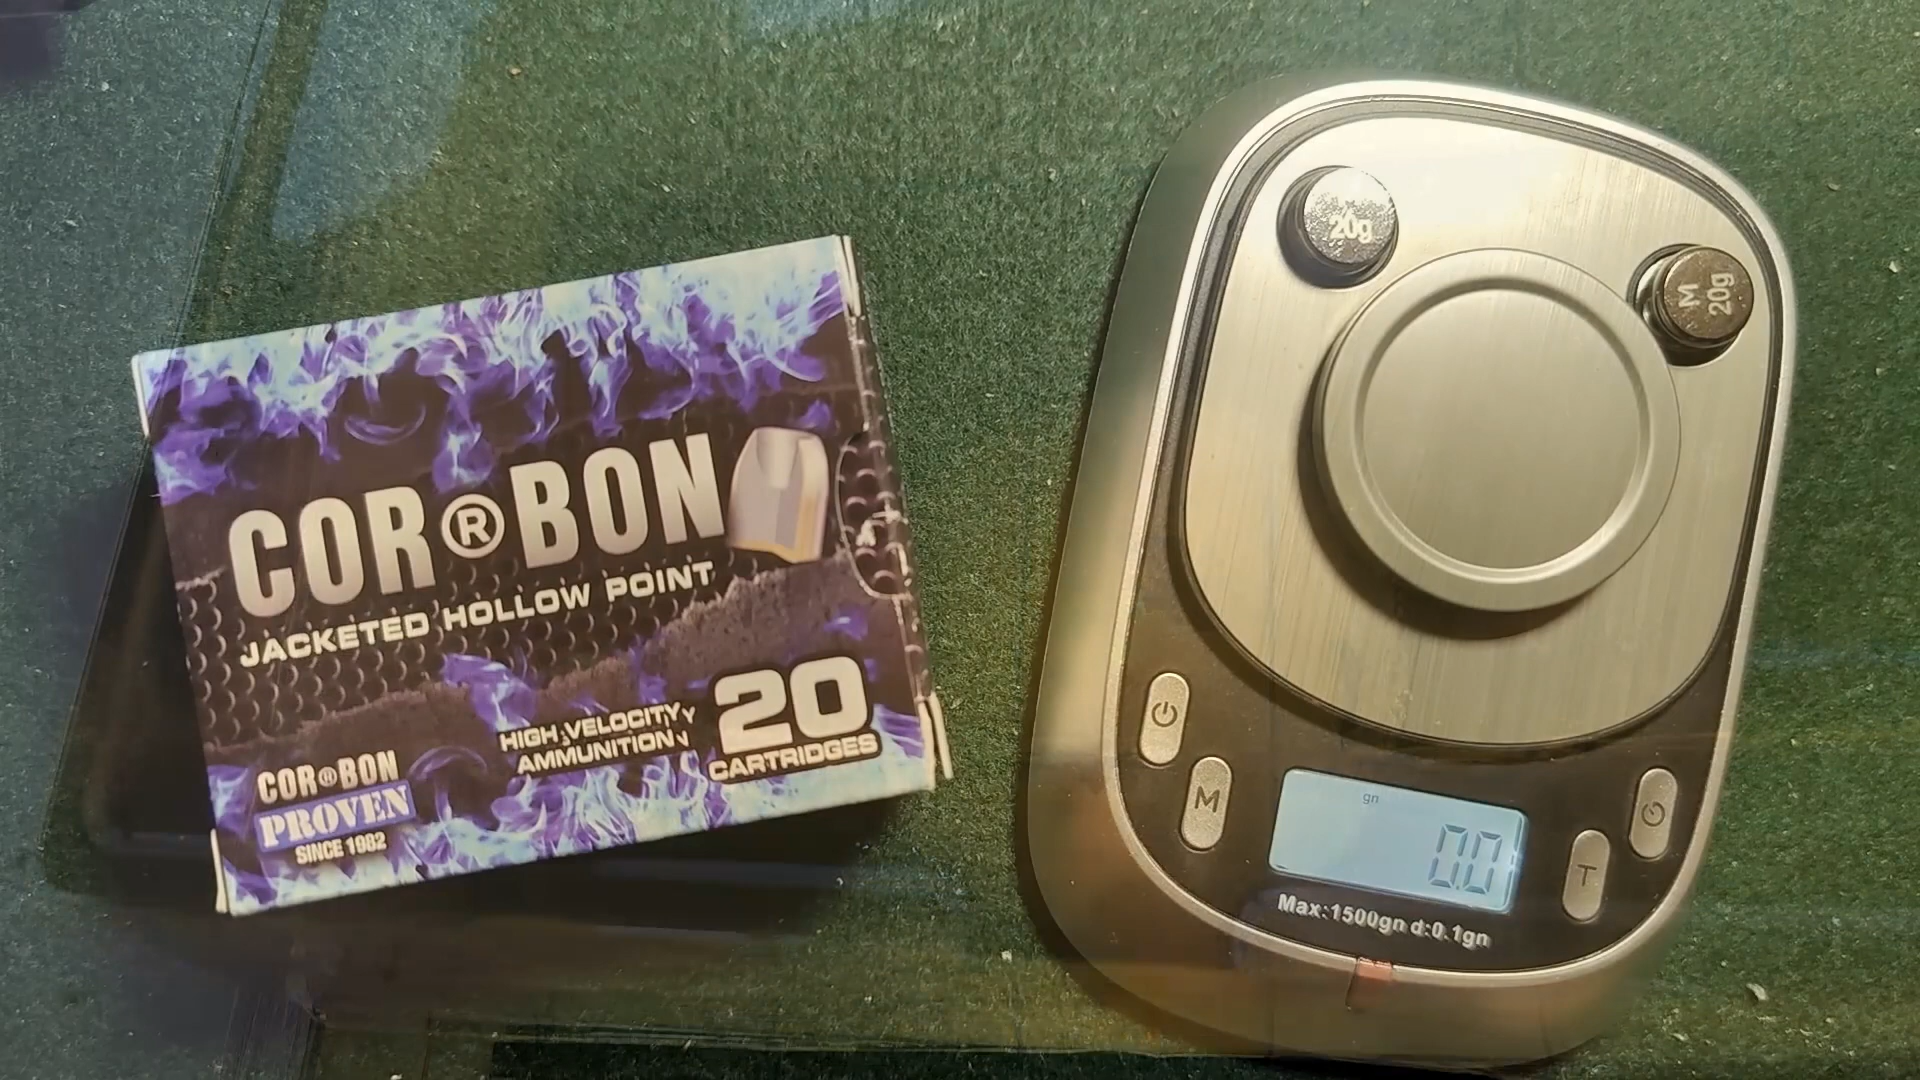 COR®BON
JACKETED HOLLOW POINT
HIGH VELOCITY
AMMUNITION
20
CARTRIDGES
COR®BON
PROVEN
SINCE 1982
20g
M
20g
M
T
gn
0.0
Max:1500gn d:0.1gn